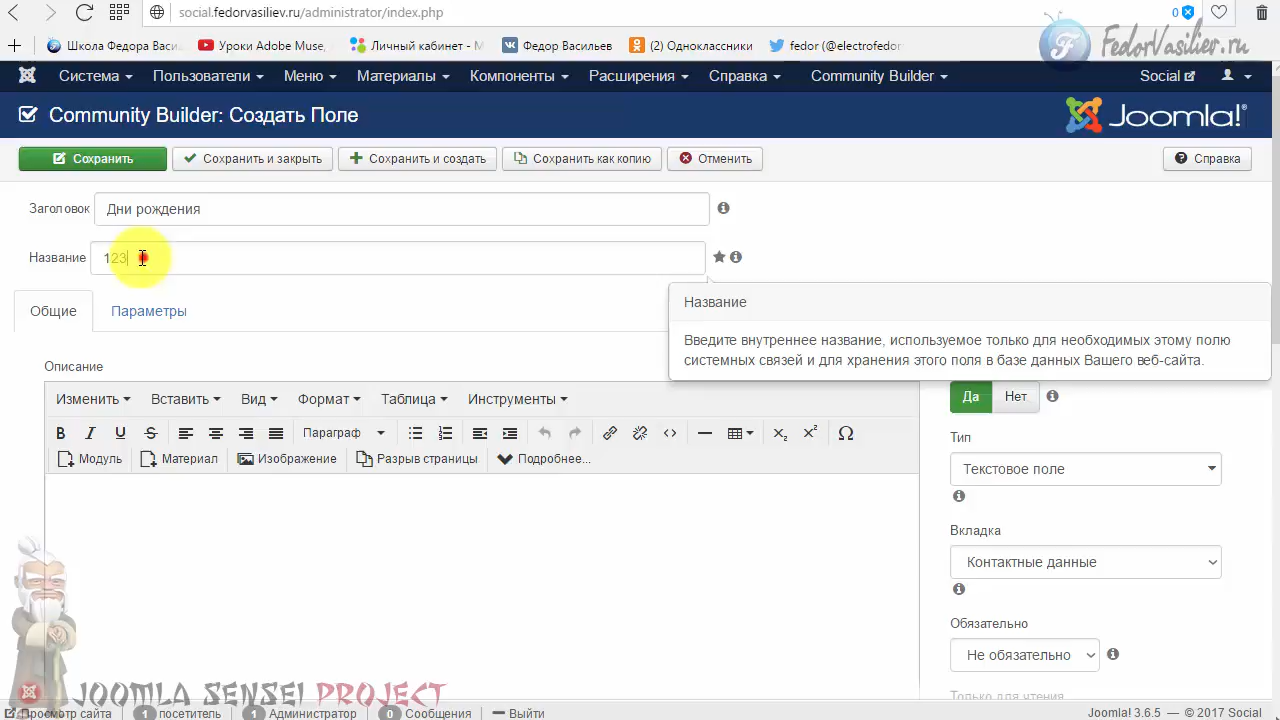 social.fedorvasiliev.ru/administrator/index.php 0
Школа Федора Васи Уроки Adobe Muse, Личный кабинет - М Федор Васильев (2) Одноклассники fedor (@electrofedor
FedorVasiliev.ru
Система Пользователи Меню Материалы Компоненты Расширения Справка Community Builder Social
Community Builder: Создать Поле Joomla!®
Сохранить Сохранить и закрыть Сохранить и создать Сохранить как копию Отменить Справка
Заголовок Дни рождения
Название 123
Общие Параметры
Название
Введите внутреннее название, используемое только для необходимых этому полю
системных связей и для хранения этого поля в базе данных Вашего веб-сайта.
Описание
Изменить Вставить Вид Формат Таблица Инструменты
Да Нет
B I U S Параграф X₂ X² Ω
Модуль Материал Изображение Разрыв страницы Подробнее...
Тип
Текстовое поле
Вкладка
Контактные данные
Обязательно
Не обязательно
Только для чтения
JOOMLA SENSEI PROJECT
Просмотр сайта 1 посетитель 1 Администратор 0 Сообщения Выйти Joomla! 3.6.5 — © 2017 Social